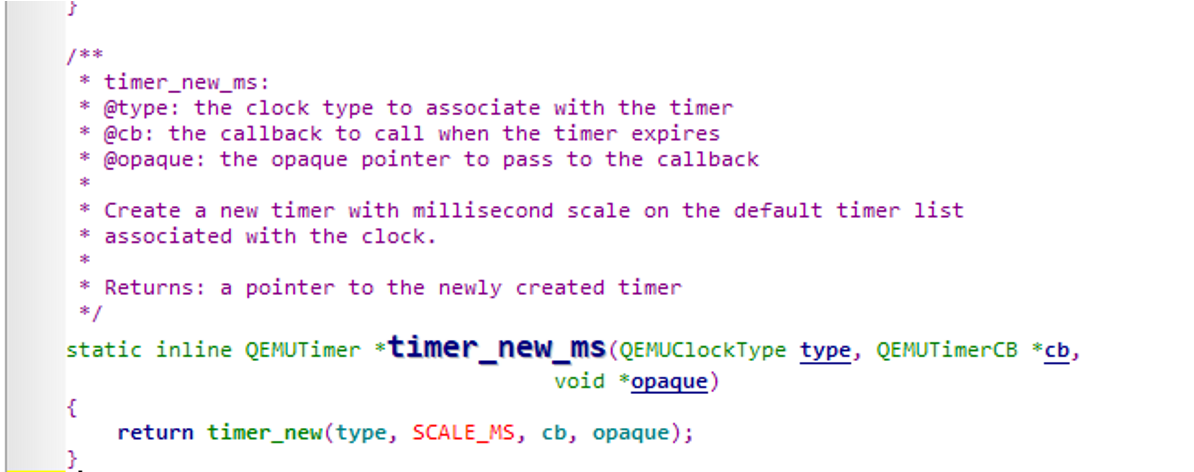 }
/**
 * timer_new_ms:
 * @type: the clock type to associate with the timer
 * @cb: the callback to call when the timer expires
 * @opaque: the opaque pointer to pass to the callback
 *
 * Create a new timer with millisecond scale on the default timer list
 * associated with the clock.
 *
 * Returns: a pointer to the newly created timer
 */
static inline QEMUTimer *timer_new_ms(QEMUClockType type, QEMUTimerCB *cb,
                                      void *opaque)
{
    return timer_new(type, SCALE_MS, cb, opaque);
}